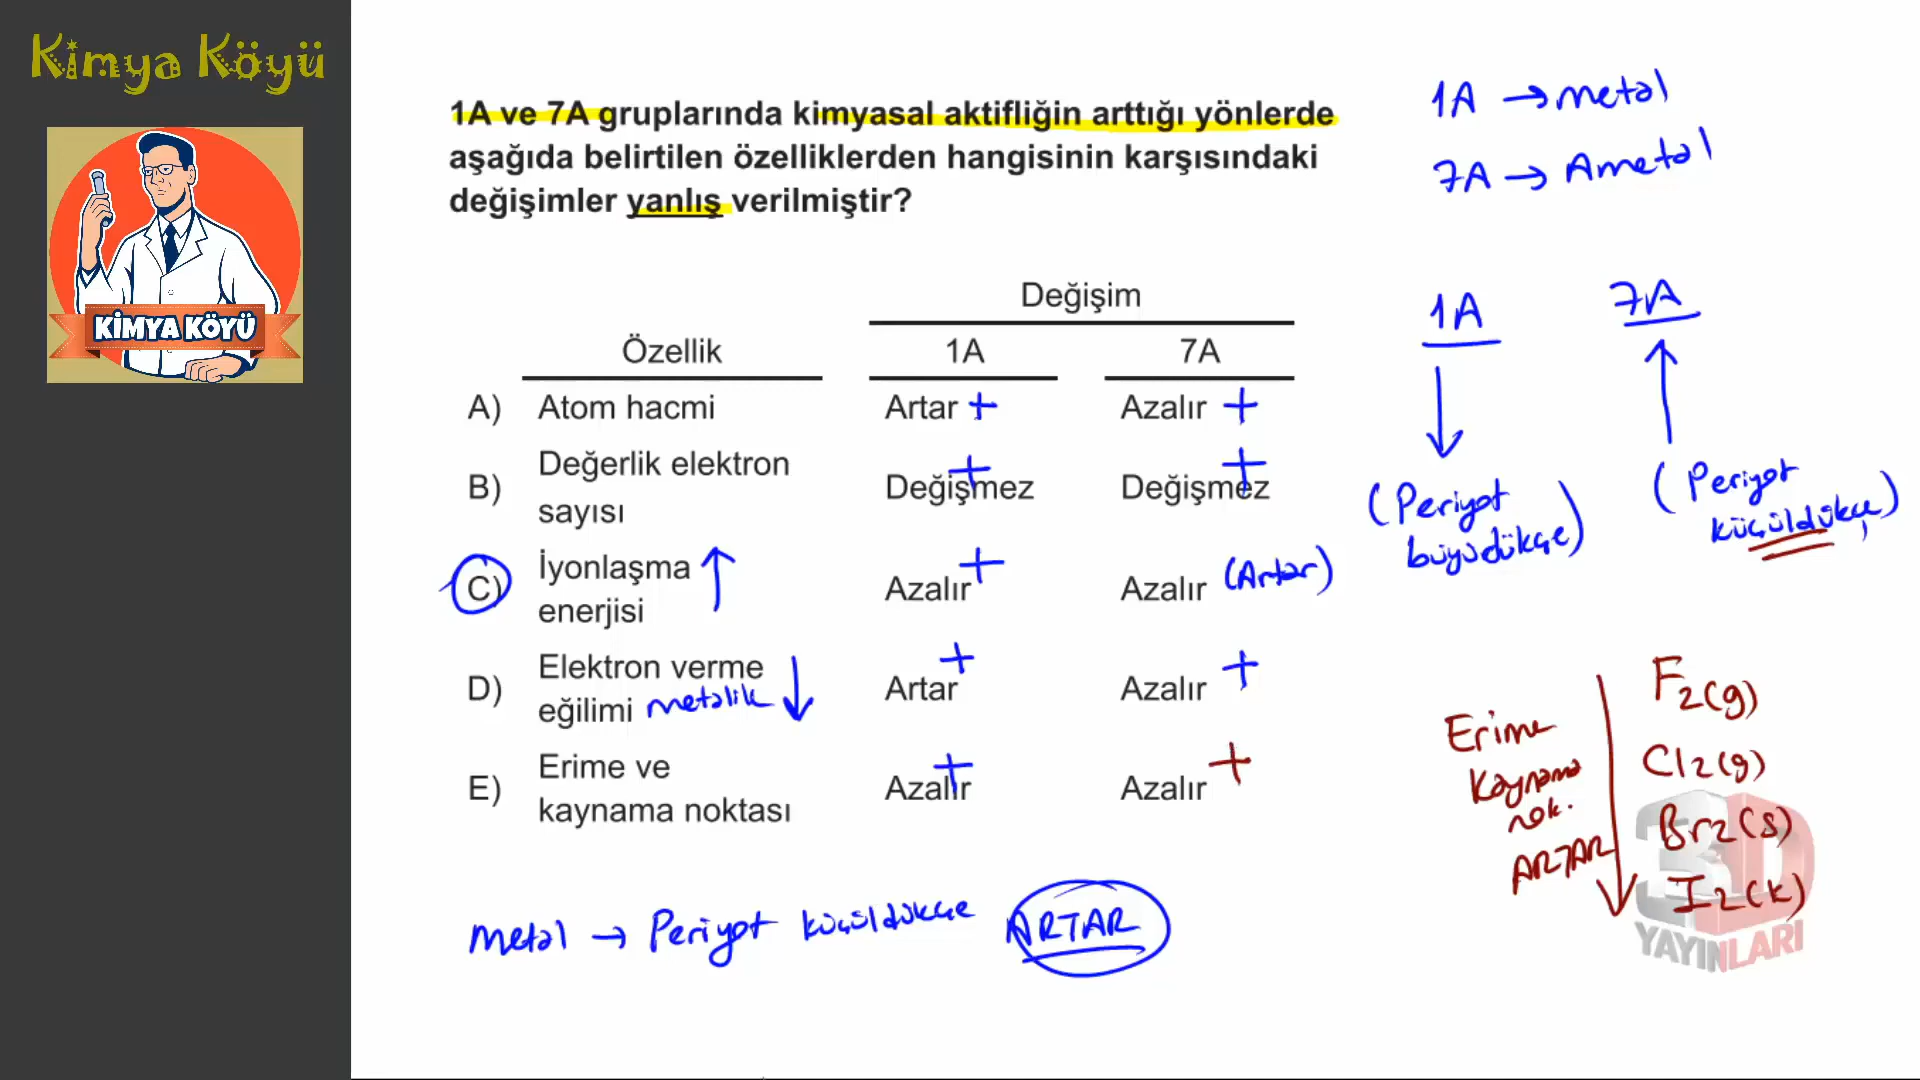 Kimya Köyü
KİMYA KÖYÜ
1A ve 7A gruplarında kimyasal aktifliğin arttığı yönlerde
aşağıda belirtilen özelliklerden hangisinin karşısındaki
değişimler yanlış verilmiştir?
1A → metal
7A → Ametal
Değişim
Özellik 1A 7A
A) Atom hacmi Artar + Azalır +
B) Değerlik elektron
sayısı Değişmez + Değişmez +
C) İyonlaşma ↑
enerjisi Azalır + Azalır (Artar)
D) Elektron verme ↓
eğilimi metalik Artar + Azalır +
E) Erime ve
kaynama noktası Azalır + Azalır +
metal → Periyot küçüldükçe ARTAR
1A ↓
(Periyot
büyüdükçe)
7A ↑
(Periyot
küçüldükçe)
Erime
Kaynama
nok.
ARTAR
F2(g)
Cl2(g)
Br2(s)
I2(k)
3D
YAYINLARI